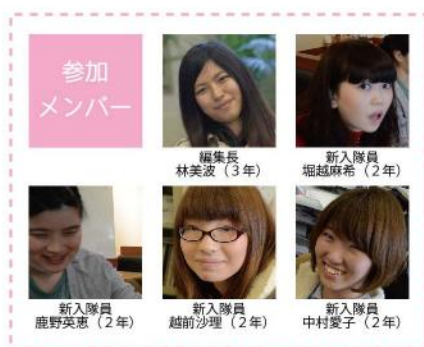 参加
メンバー
編集長
林美波(3年)
新入隊員
堀越麻希(2年)
新入隊員
鹿野英恵(2年)
新入隊員
越前沙理(2年)
新入隊員
中村愛子(2年)